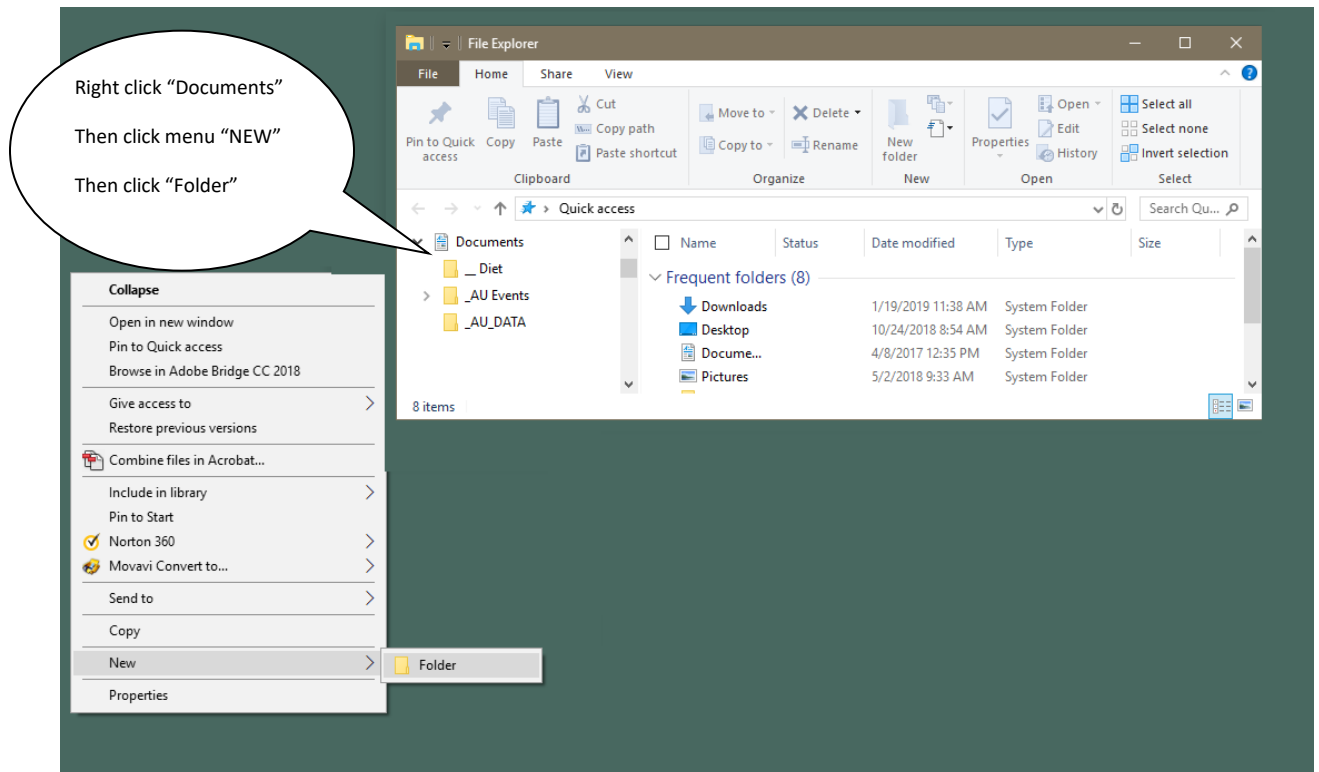 Right click “Documents”
Then click menu “NEW”
Then click “Folder”
File Explorer
File Home Share View
Pin to Quick access
Copy
Paste
Cut
Copy path
Paste shortcut
Clipboard
Move to
Copy to
Delete
Rename
Organize
New folder
New
Properties
Open
Edit
History
Open
Select all
Select none
Invert selection
Select
Quick access
Search Qu...
Documents
__ Diet
_AU Events
_AU_DATA
Name Status Date modified Type Size
Frequent folders (8)
Downloads 1/19/2019 11:38 AM System Folder
Desktop 10/24/2018 8:54 AM System Folder
Docume... 4/8/2017 12:35 PM System Folder
Pictures 5/2/2018 9:33 AM System Folder
8 items
Collapse
Open in new window
Pin to Quick access
Browse in Adobe Bridge CC 2018
Give access to
Restore previous versions
Combine files in Acrobat...
Include in library
Pin to Start
Norton 360
Movavi Convert to...
Send to
Copy
New
Folder
Properties